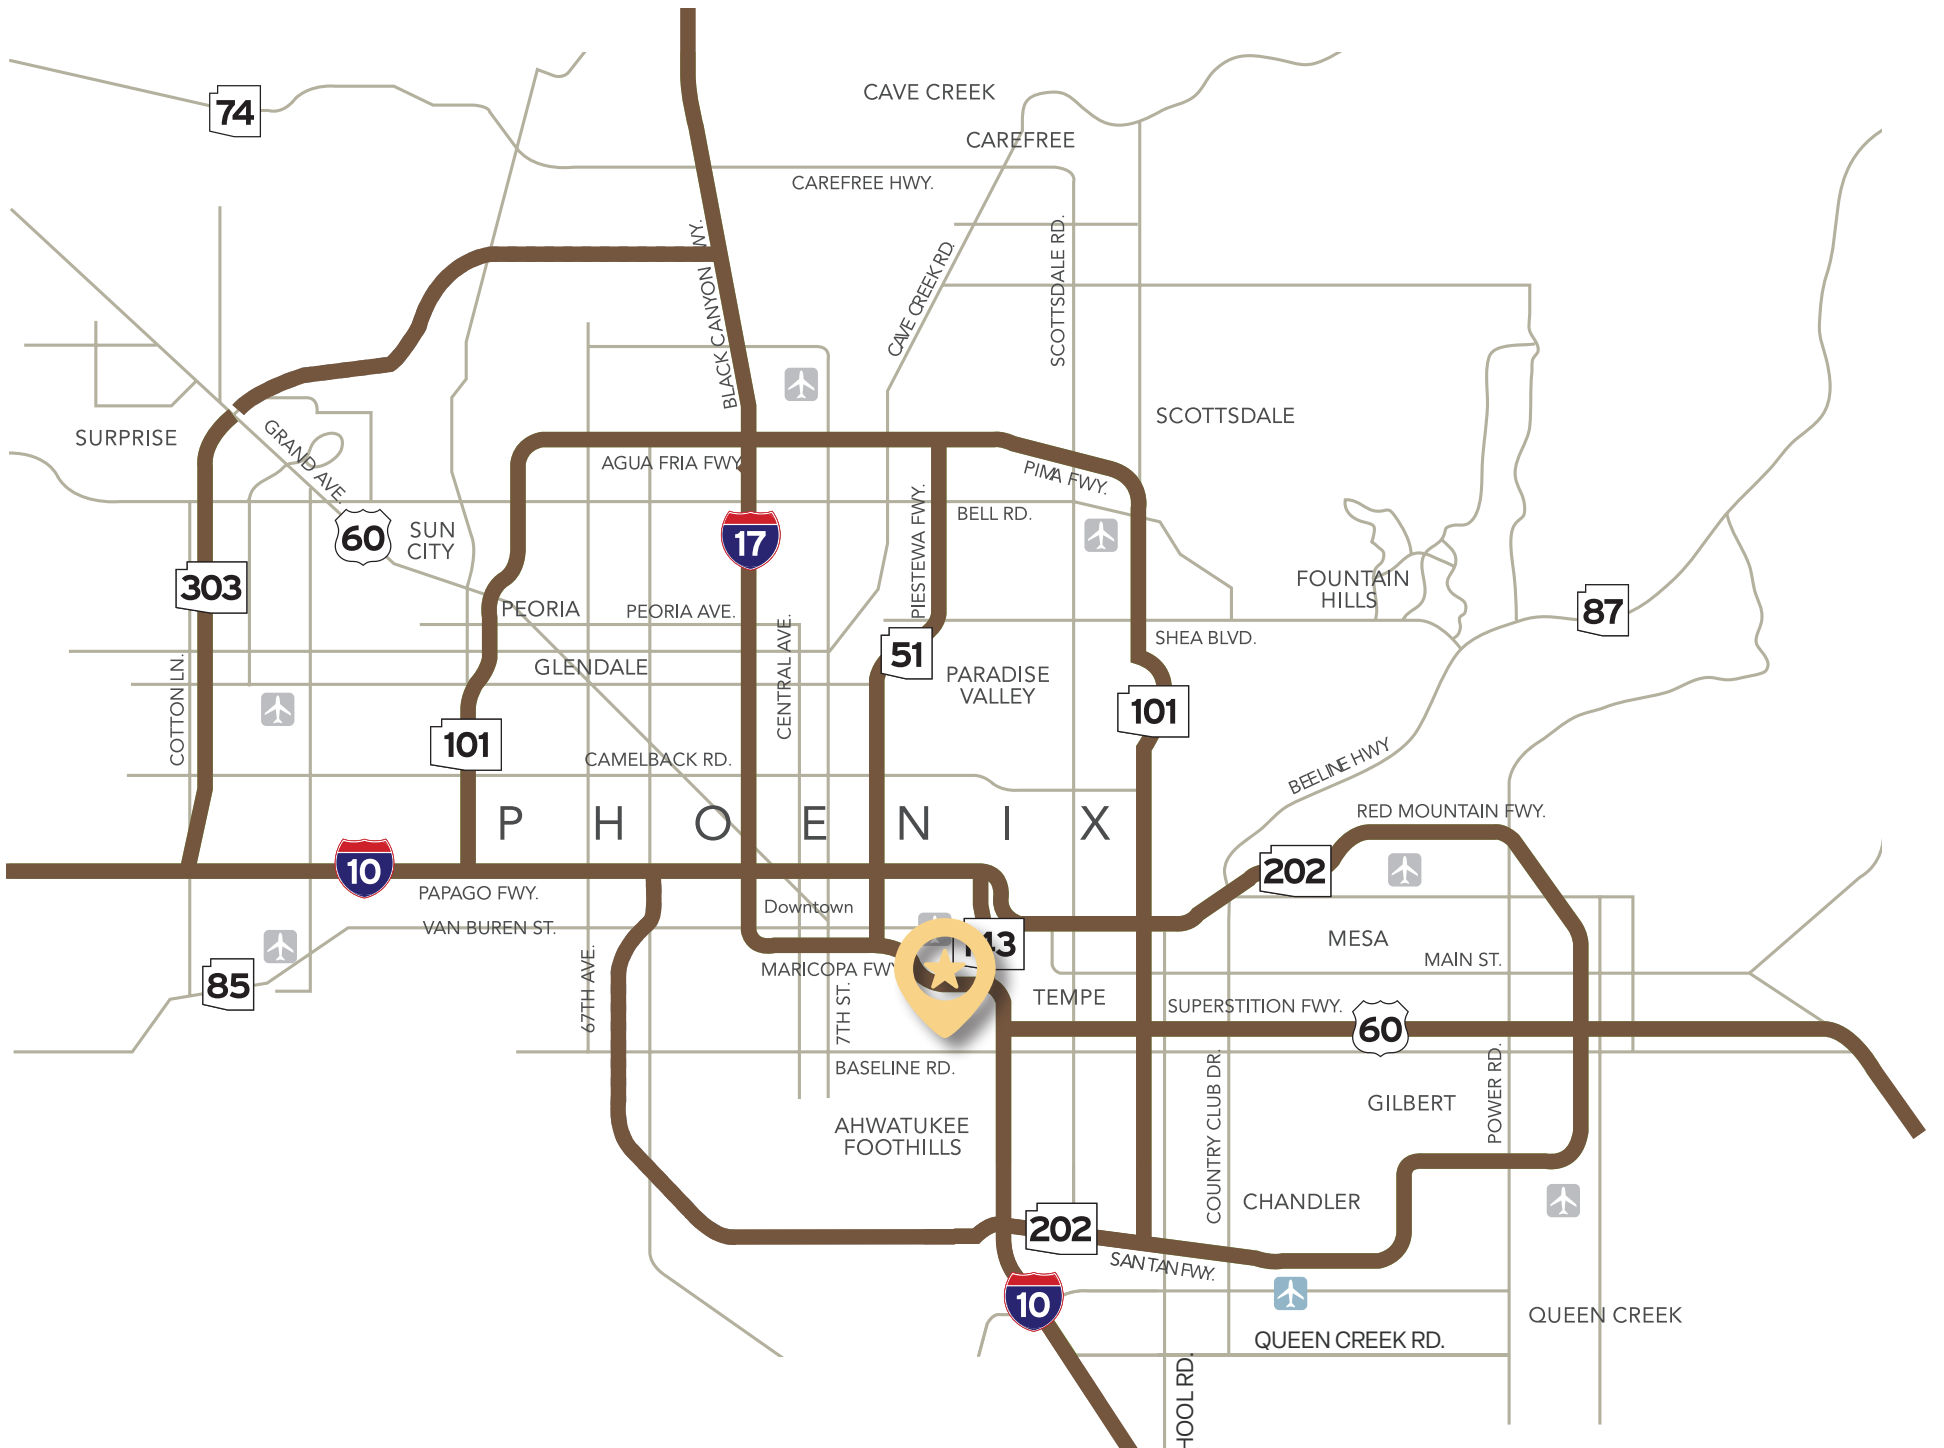 CAVE CREEK
74
CAREFREE
CAREFREE HWY.
BLACK CANYON
CAVE CREEK RD.
SCOTTSDALE RD.
SCOTTSDALE
SURPRISE
GRAND AVE.
AGUA FRIA FWY.
PIMA FWY.
60
SUN
CITY
17
PIESTEWA FWY.
BELL RD.
303
FOUNTAIN
HILLS
87
PEORIA
PEORIA AVE.
SHEA BLVD.
51
GLENDALE
CENTRAL AVE.
PARADISE
VALLEY
COTTON LN.
101
101
CAMELBACK RD.
BEELINE HWY
PHOENIX
RED MOUNTAIN FWY.
10
202
PAPAGO FWY.
Downtown
VAN BUREN ST.
43
MESA
MAIN ST.
MARICOPA FWY
85
67TH AVE.
7TH ST.
TEMPE
SUPERSTITION FWY.
60
BASELINE RD.
COUNTRY CLUB DR.
POWER RD.
GILBERT
AHWATUKEE
FOOTHILLS
CHANDLER
202
SANTAN FWY.
10
QUEEN CREEK
QUEEN CREEK RD.
HOOL RD.